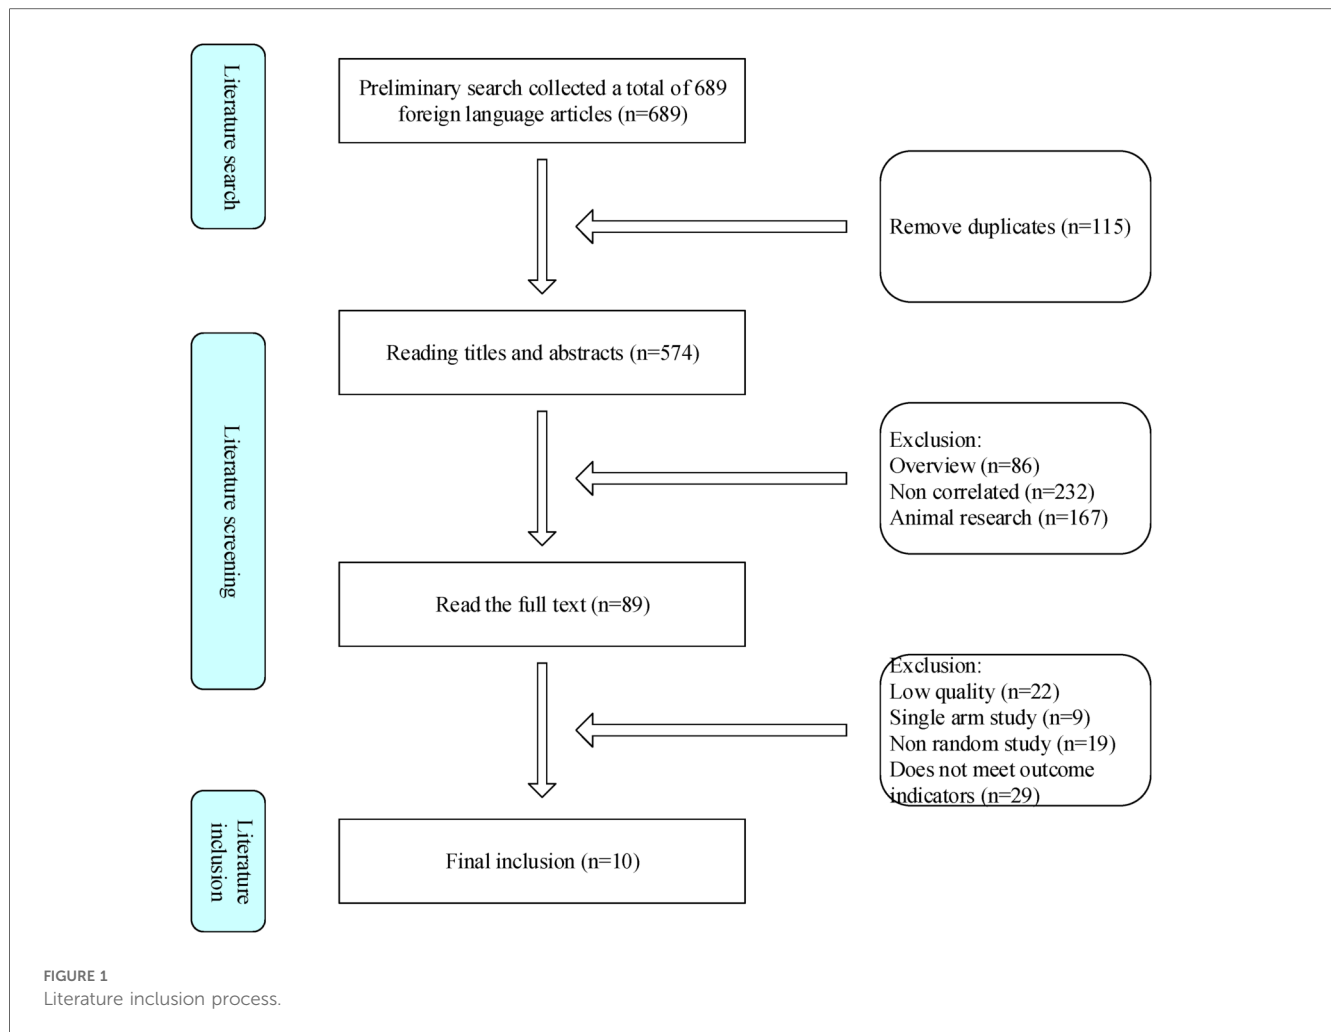 Literature search
Preliminary search collected a total of 689
foreign language articles (n=689)
Remove duplicates (n=115)
Literature screening
Reading titles and abstracts (n=574)
Exclusion:
Overview (n=86)
Non correlated (n=232)
Animal research (n=167)
Read the full text (n=89)
Exclusion:
Low quality (n=22)
Single arm study (n=9)
Non random study (n=19)
Does not meet outcome
indicators (n=29)
Literature
inclusion
Final inclusion (n=10)
FIGURE 1
Literature inclusion process.